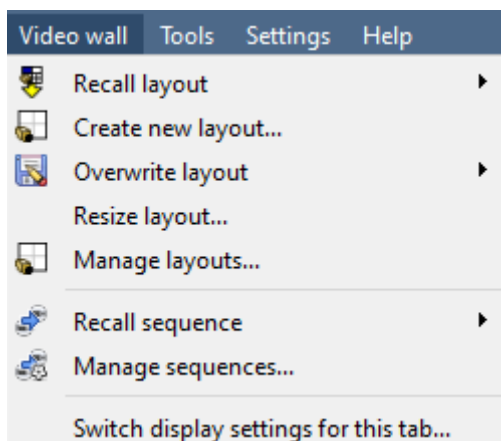 Video wall Tools Settings Help
Recall layout
Create new layout...
Overwrite layout
Resize layout...
Manage layouts...
Recall sequence
Manage sequences...
Switch display settings for this tab...